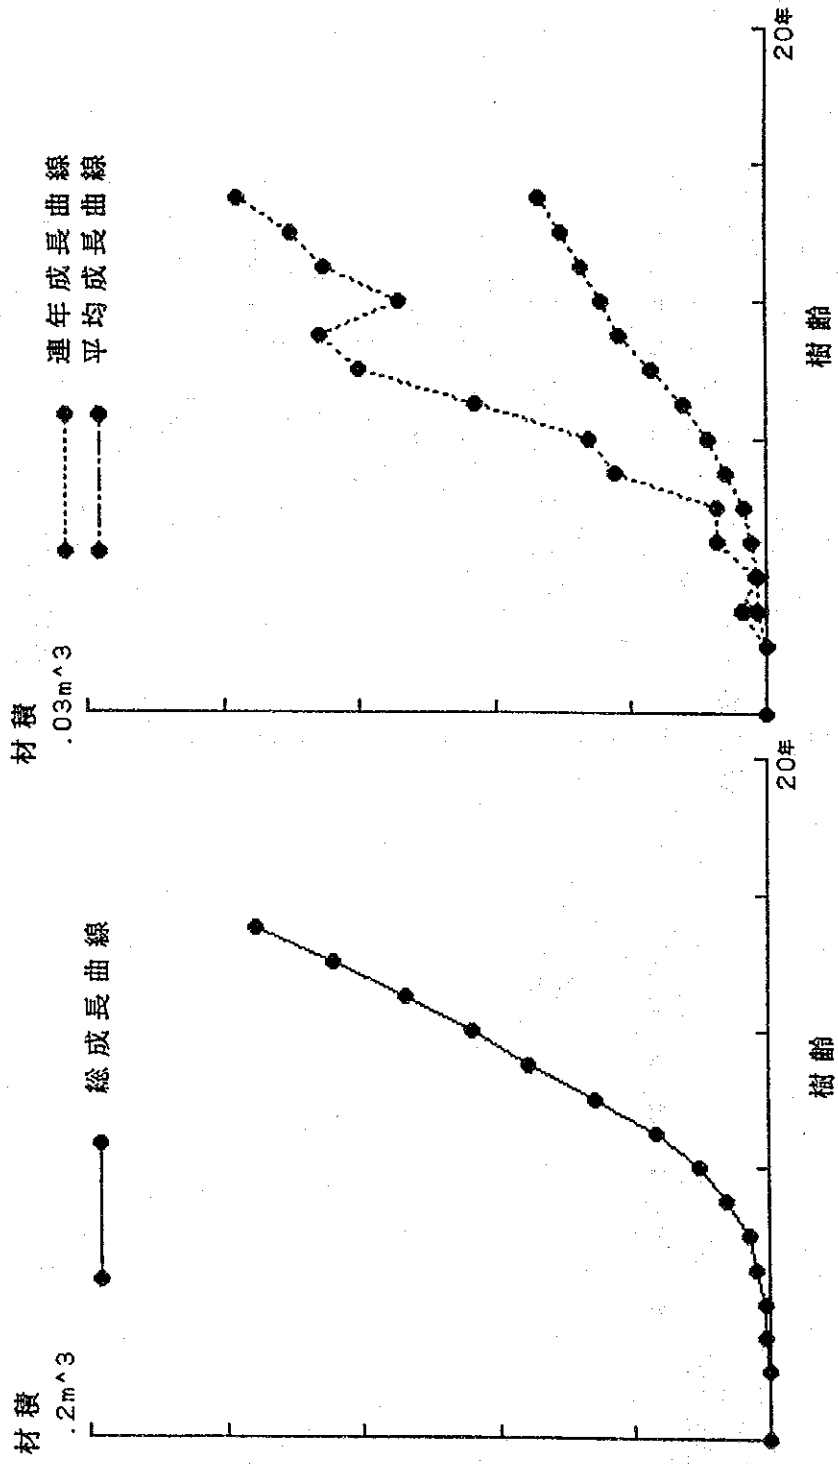 材積
.2m^3
総成長曲線
20年
樹齢
材積
.03m^3
連年成長曲線
平均成長曲線
20年
樹齢